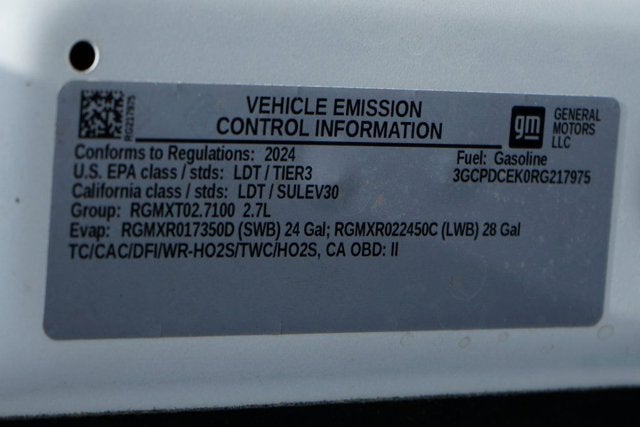 RG217975
VEHICLE EMISSION
CONTROL INFORMATION
gm
GENERAL
MOTORS
LLC
Conforms to Regulations: 2024
Fuel: Gasoline
U.S. EPA class / stds: LDT / TIER3
3GCPDCEK0RG217975
California class / stds: LDT / SULEV30
Group: RGMXT02.7100 2.7L
Evap: RGMXR017350D (SWB) 24 Gal; RGMXR022450C (LWB) 28 Gal
TC/CAC/DFI/WR-HO2S/TWC/HO2S, CA OBD: II